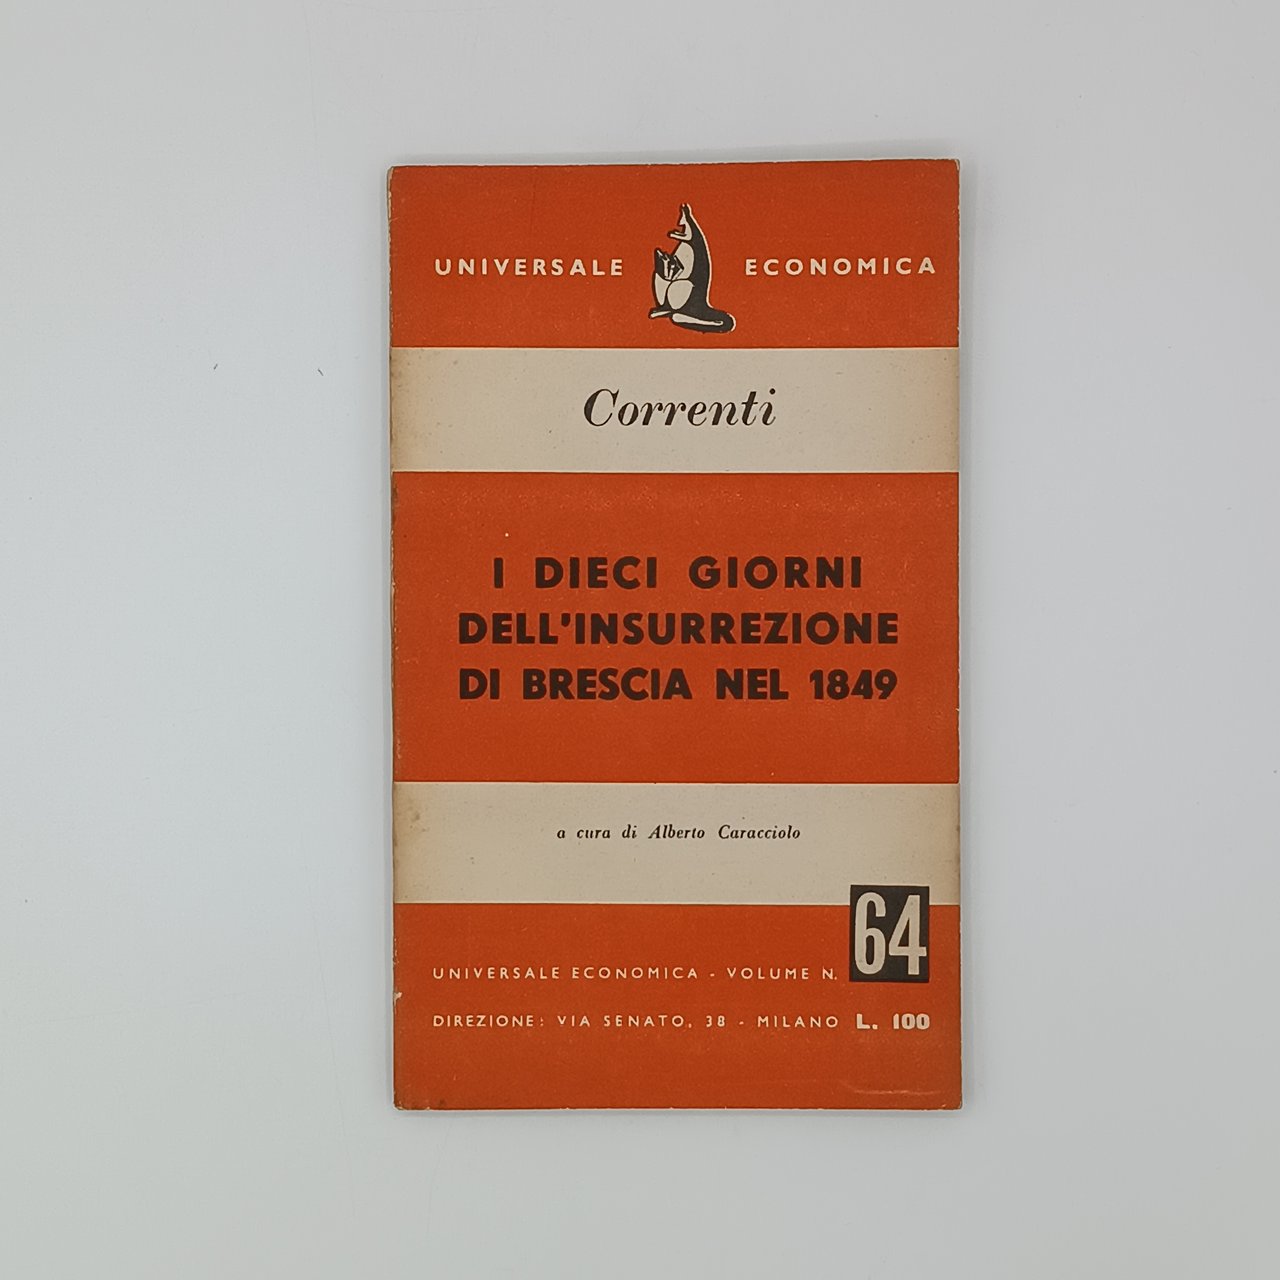 UNIVERSALE ECONOMICA
Correnti
I DIECI GIORNI
DELL'INSURREZIONE
DI BRESCIA NEL 1849
a cura di Alberto Caracciolo
UNIVERSALE ECONOMICA - VOLUME N. 64
DIREZIONE: VIA SENATO, 38 - MILANO L. 100